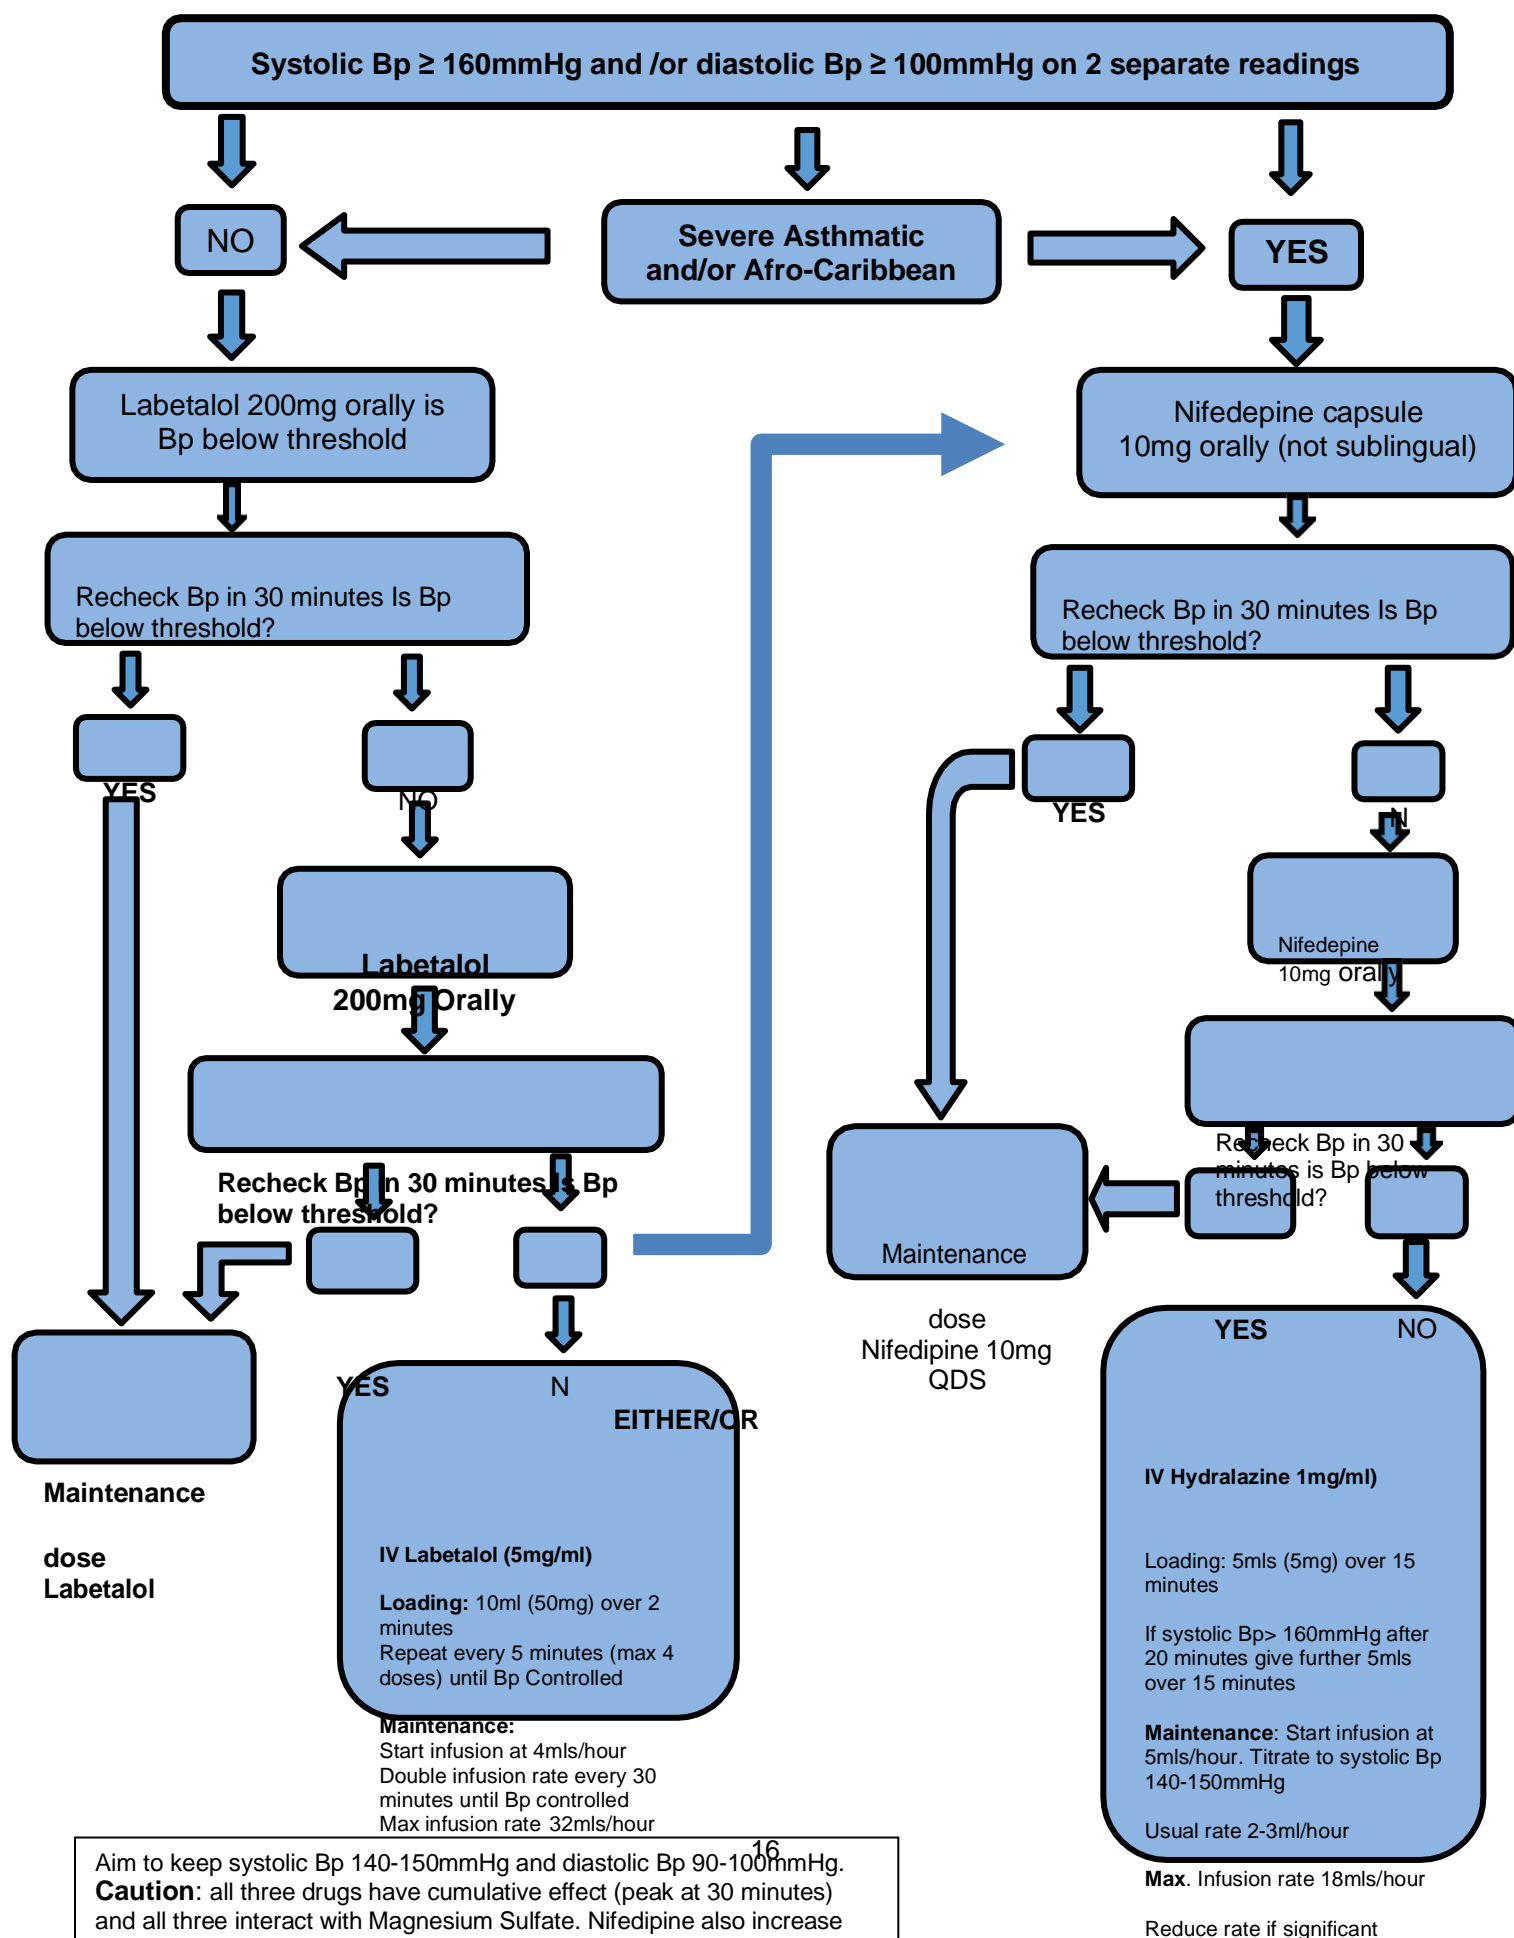 Systolic Bp ≥ 160mmHg and /or diastolic Bp ≥ 100mmHg on 2 separate readings
NO
Severe Asthmatic
and/or Afro-Caribbean
YES
Labetalol 200mg orally is
Bp below threshold
Nifedepine capsule
10mg orally (not sublingual)
Recheck Bp in 30 minutes Is Bp
below threshold?
Recheck Bp in 30 minutes Is Bp
below threshold?
YES
NO
YES
N
Labetalol
200mg Orally
Nifedepine
10mg orally
Recheck Bp in 30 minutes Is Bp
below threshold?
Recheck Bp in 30
minutes is Bp below
threshold?
Maintenance
dose
Nifedipine 10mg
QDS
YES
NO
YES
N
EITHER/OR
Maintenance
dose
Labetalol
IV Labetalol (5mg/ml)
Loading: 10ml (50mg) over 2
minutes
Repeat every 5 minutes (max 4
doses) until Bp Controlled
Maintenance:
Start infusion at 4mls/hour
Double infusion rate every 30
minutes until Bp controlled
Max infusion rate 32mls/hour
IV Hydralazine 1mg/ml)
Loading: 5mls (5mg) over 15
minutes
If systolic Bp> 160mmHg after
20 minutes give further 5mls
over 15 minutes
Maintenance: Start infusion at
5mls/hour. Titrate to systolic Bp
140-150mmHg
Usual rate 2-3ml/hour
Max. Infusion rate 18mls/hour
Reduce rate if significant
16
Aim to keep systolic Bp 140-150mmHg and diastolic Bp 90-100mmHg.
Caution: all three drugs have cumulative effect (peak at 30 minutes)
and all three interact with Magnesium Sulfate. Nifedipine also increase